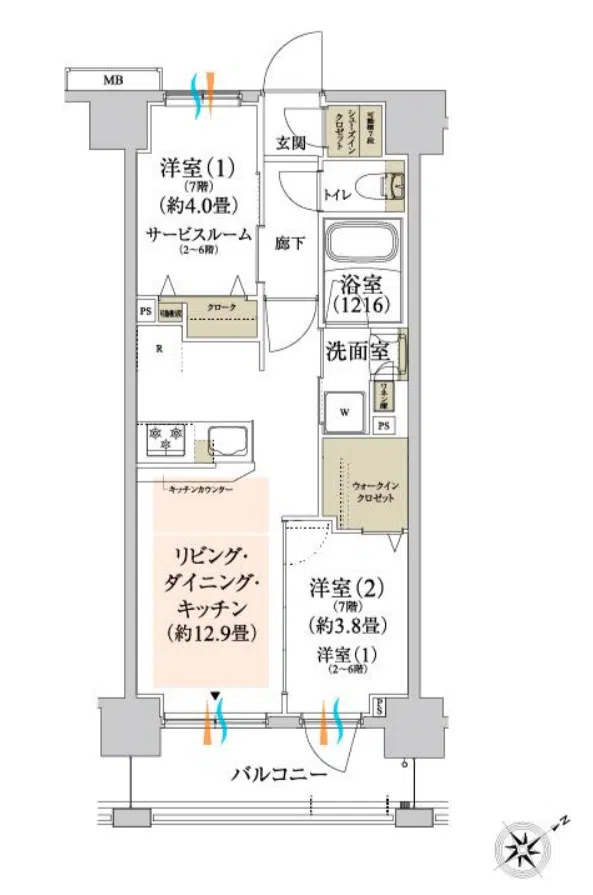 MB
玄関
シューズイン
クロゼット
可動棚7段
洋室(1)
(7階)
(約4.0畳)
サービスルーム
(2~6階)
トイレ
廊下
浴室
(1216)
PS
クローク
R
洗面室
リネン庫
W
PS
キッチンカウンター
ウォークイン
クロゼット
リビング・
ダイニング・
キッチン
(約12.9畳)
洋室(2)
(7階)
(約3.8畳)
洋室(1)
(2~6階)
PS
バルコニー
N